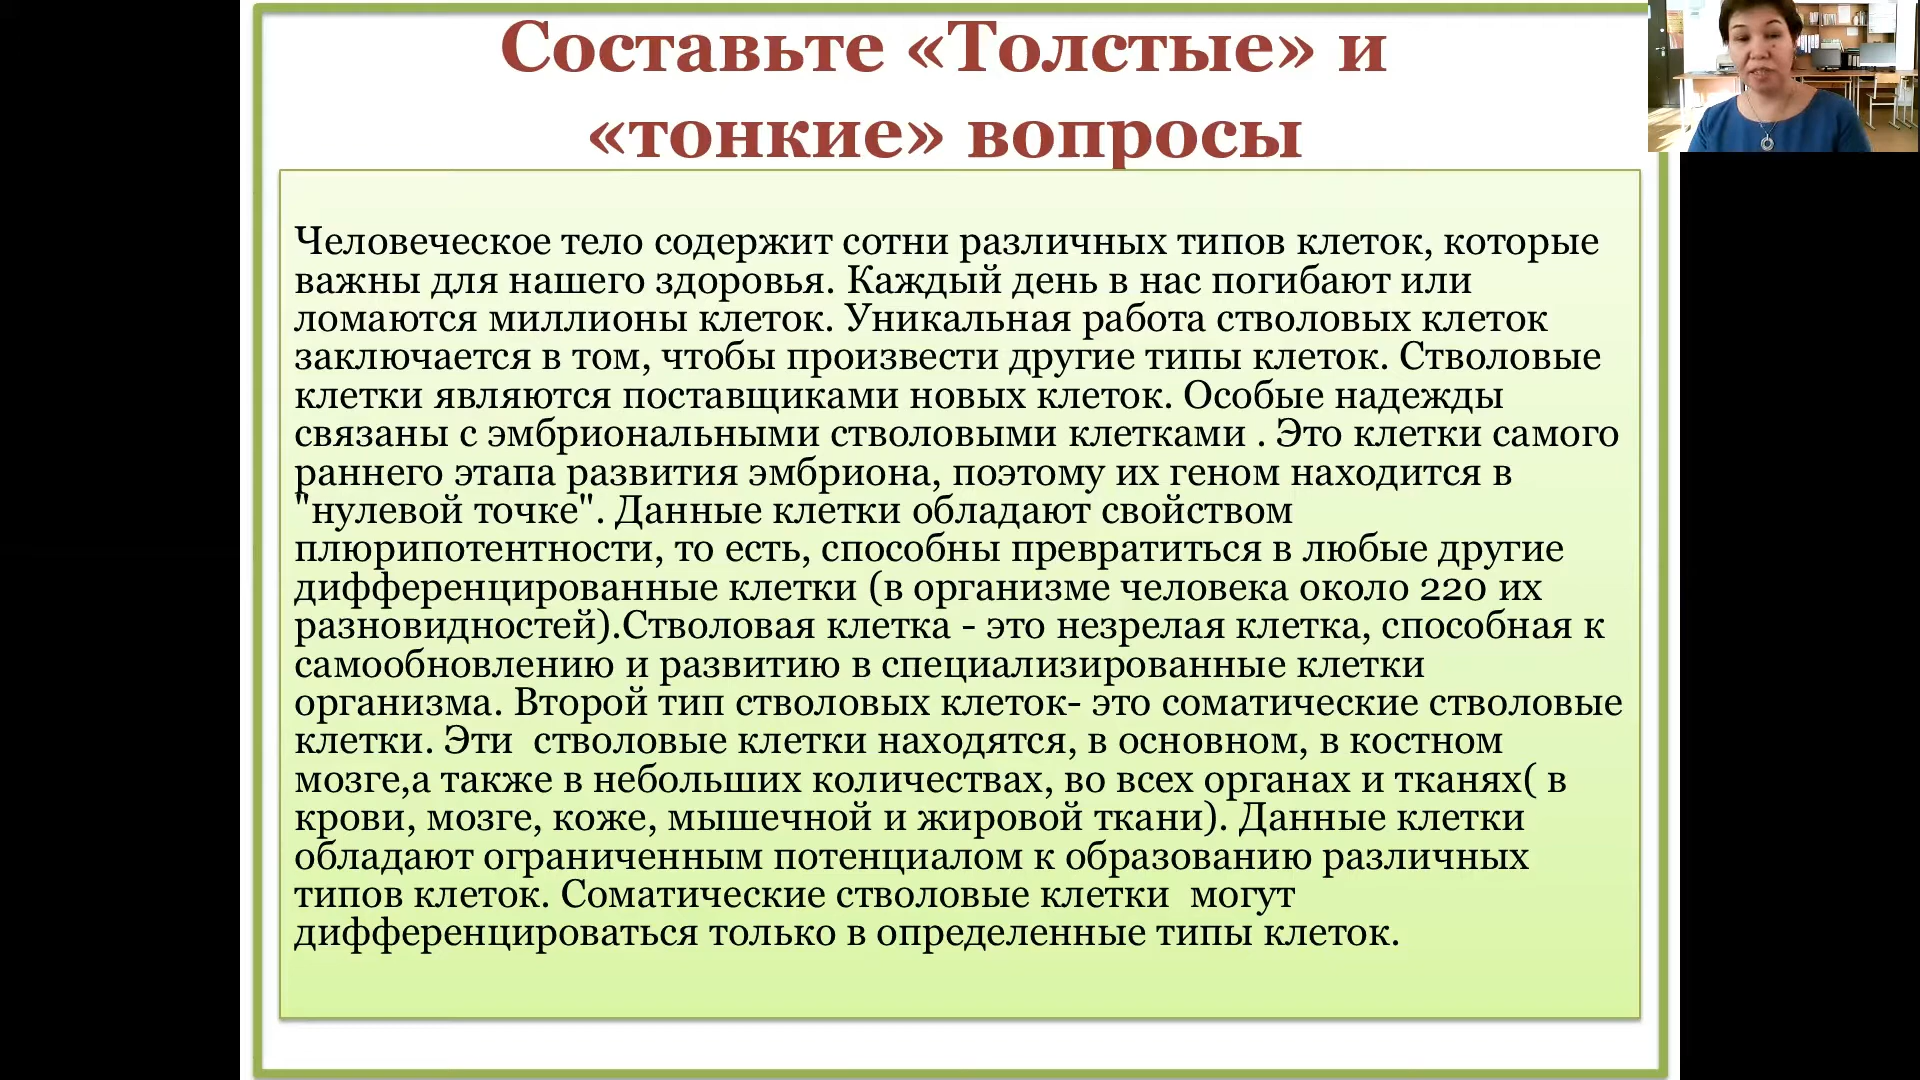 Составьте «Толстые» и
«тонкие» вопросы
Человеческое тело содержит сотни различных типов клеток, которые
важны для нашего здоровья. Каждый день в нас погибают или
ломаются миллионы клеток. Уникальная работа стволовых клеток
заключается в том, чтобы произвести другие типы клеток. Стволовые
клетки являются поставщиками новых клеток. Особые надежды
связаны с эмбриональными стволовыми клетками . Это клетки самого
раннего этапа развития эмбриона, поэтому их геном находится в
"нулевой точке". Данные клетки обладают свойством
плюрипотентности, то есть, способны превратиться в любые другие
дифференцированные клетки (в организме человека около 220 их
разновидностей).Стволовая клетка - это незрелая клетка, способная к
самообновлению и развитию в специализированные клетки
организма. Второй тип стволовых клеток- это соматические стволовые
клетки. Эти  стволовые клетки находятся, в основном, в костном
мозге,а также в небольших количествах, во всех органах и тканях( в
крови, мозге, коже, мышечной и жировой ткани). Данные клетки
обладают ограниченным потенциалом к образованию различных
типов клеток. Соматические стволовые клетки  могут
дифференцироваться только в определенные типы клеток.